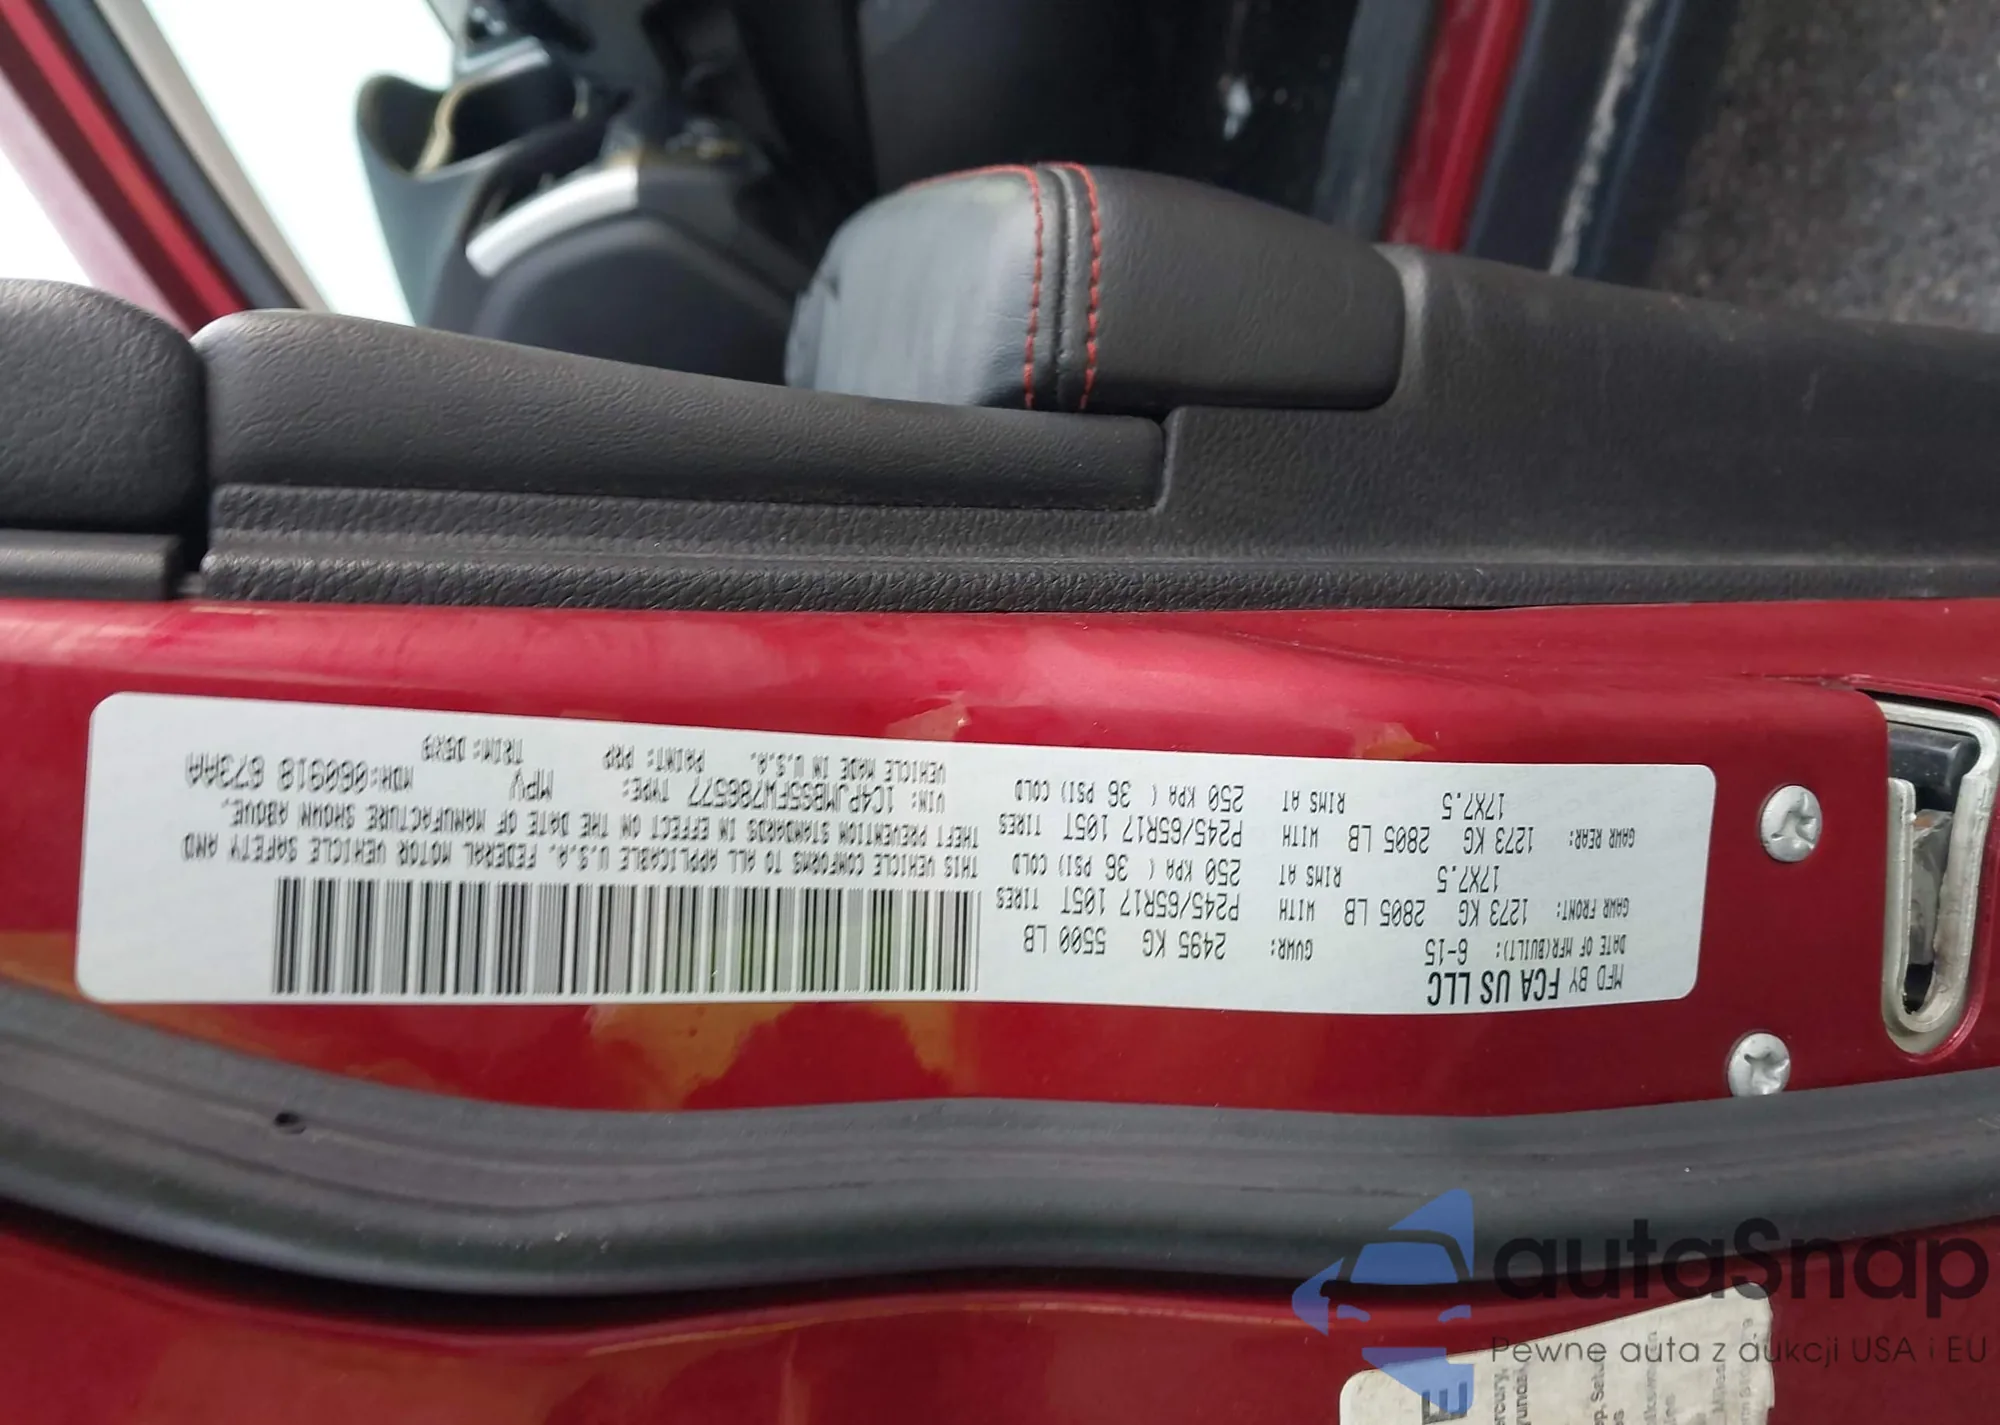 MFD BY FCA US LLC
DATE OF MFR(BUILT): 6-15 GVWR: 2495 KG 5500 LB
GAWR FRONT: 1273 KG 2805 LB WITH P245/65R17 105T TIRES
17X7.5 RIMS AT 250 KPA ( 36 PSI) COLD
GAWR REAR: 1273 KG 2805 LB WITH P245/65R17 105T TIRES
17X7.5 RIMS AT 250 KPA ( 36 PSI) COLD
THIS VEHICLE CONFORMS TO ALL APPLICABLE U.S.A. FEDERAL MOTOR VEHICLE SAFETY AND
THEFT PREVENTION STANDARDS IN EFFECT ON THE DATE OF MANUFACTURE SHOWN ABOVE.
VIN: 1C4PJMBS5FW786577 TYPE: MPV MDH:060918 673AA
VEHICLE MADE IN U.S.A. PAINT: PRP TRIM:
autaSnap
Pewne auta z aukcji USA i EU